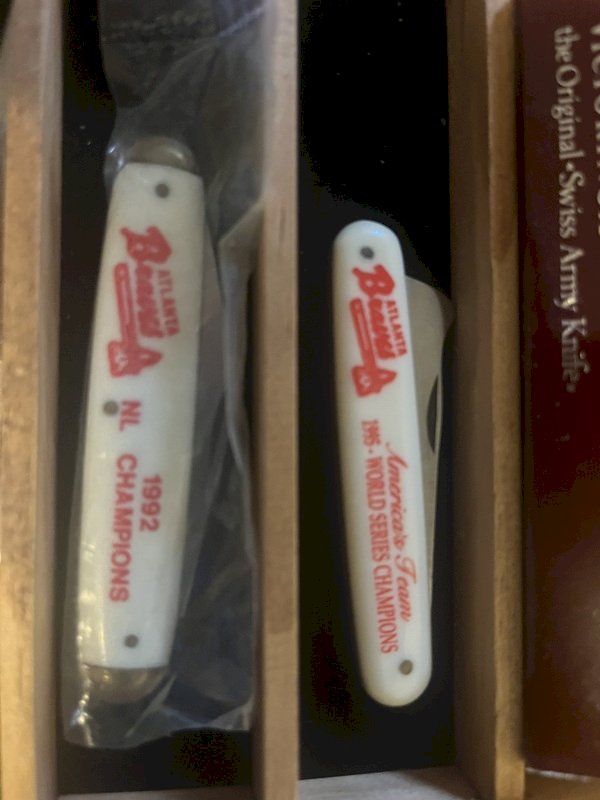 ATLANTA
Braves
1992
NL CHAMPIONS
ATLANTA
Braves
America's Team
1995 · WORLD SERIES CHAMPIONS
the Original · Swiss Army Knife®